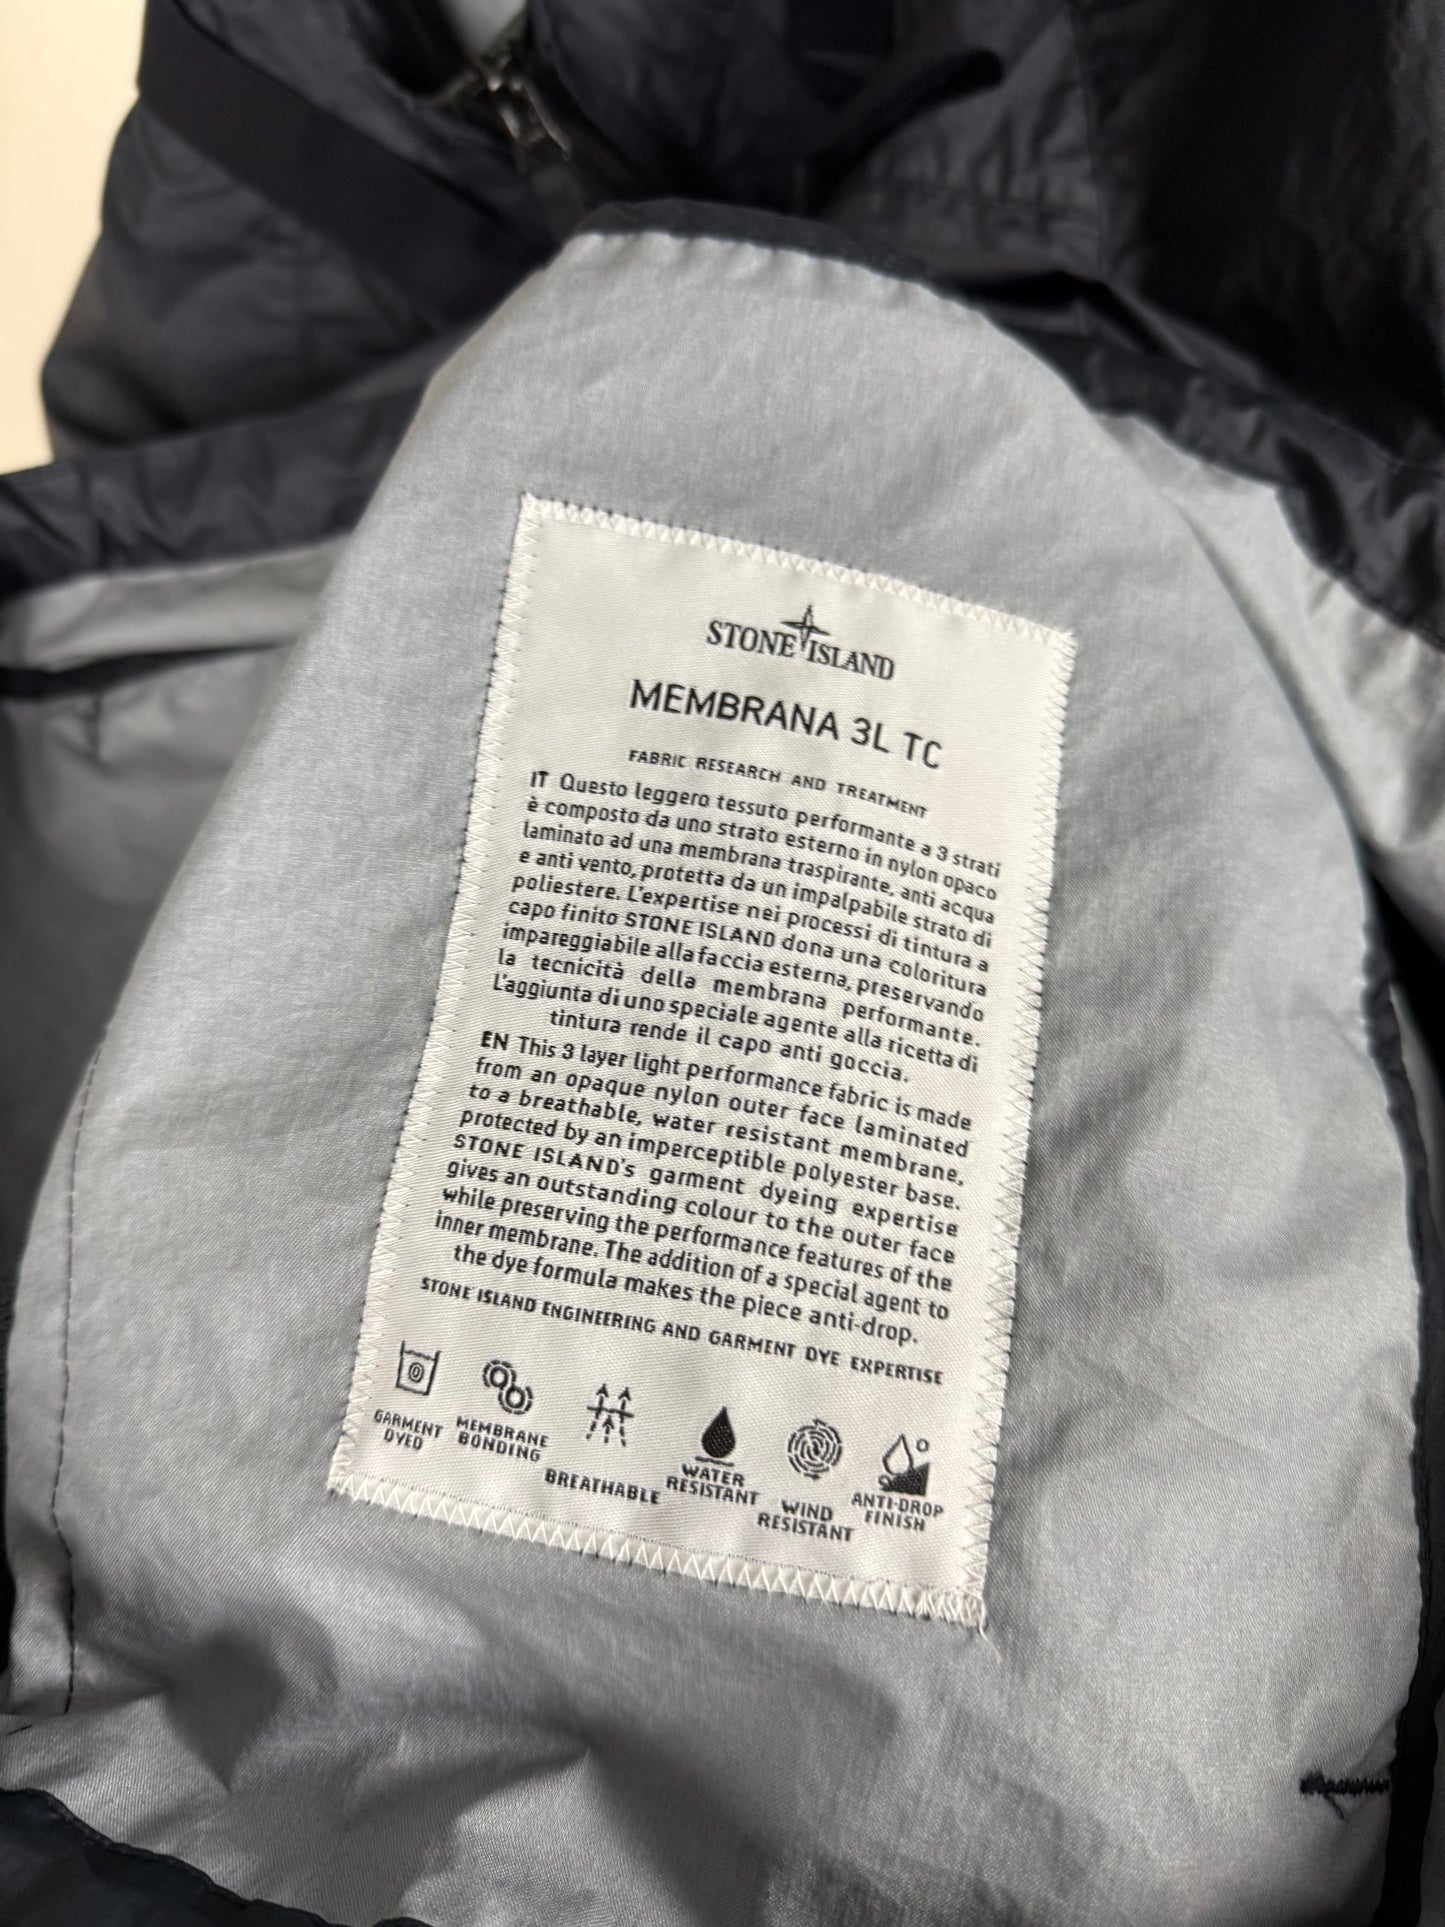 STONE ISLAND
MEMBRANA 3L TC
FABRIC RESEARCH AND TREATMENT
IT Questo leggero tessuto performante a 3 strati
è composto da uno strato esterno in nylon opaco
laminato ad una membrana traspirante, anti acqua
e anti vento, protetta da un impalpabile strato di
poliestere. L'expertise nei processi di tintura a
capo finito STONE ISLAND dona una coloritura
impareggiabile alla faccia esterna, preservando
la tecnicità della membrana performante.
L'aggiunta di uno speciale agente alla ricetta di
tintura rende il capo anti goccia.
EN This 3 layer light performance fabric is made
from an opaque nylon outer face laminated
to a breathable, water resistant membrane,
protected by an imperceptible polyester base.
STONE ISLAND's garment dyeing expertise
gives an outstanding colour to the outer face
while preserving the performance features of the
inner membrane. The addition of a special agent to
the dye formula makes the piece anti-drop.
STONE ISLAND ENGINEERING AND GARMENT DYE EXPERTISE
GARMENT
DYED
MEMBRANE
BONDING
BREATHABLE
WATER
RESISTANT
WIND
RESISTANT
ANTI-DROP
FINISH